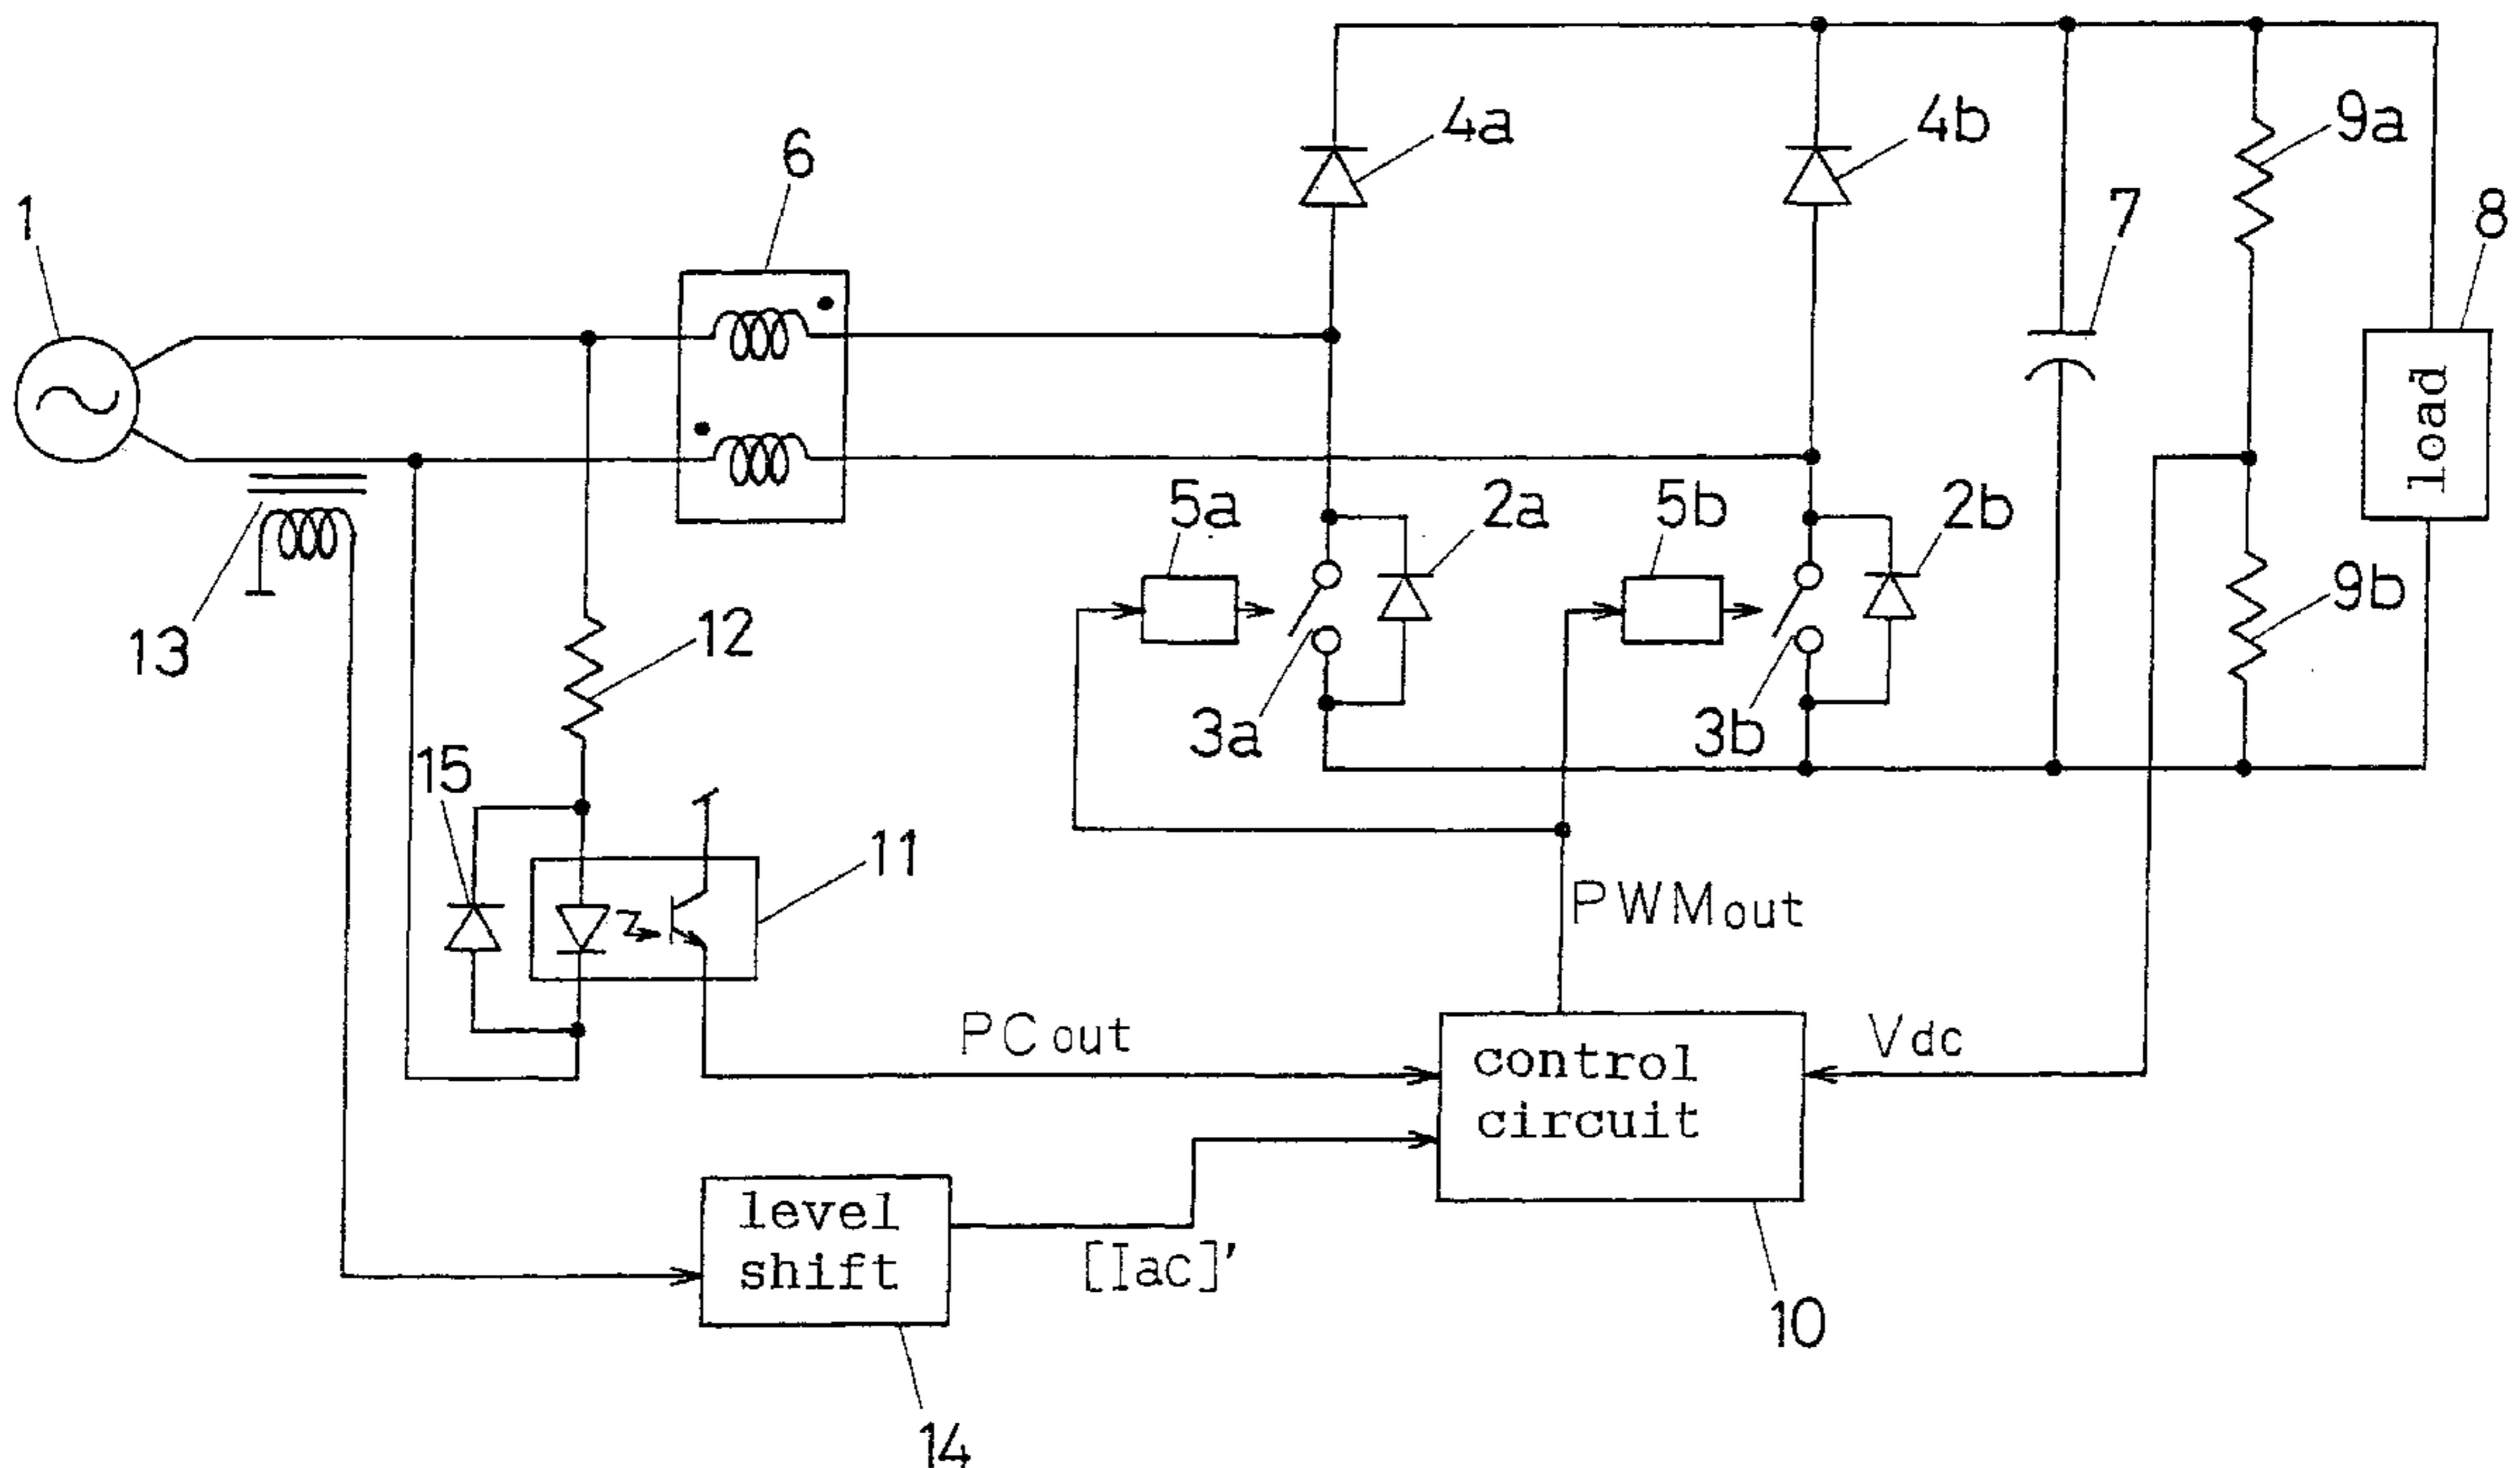 4a
4b
9a
6
1
7
8
load
5a
2a
5b
2b
9b
13
12
3a
3b
15
11
PWMout
PCout
control
circuit
Vdc
level
shift
[Iac]'
10
14